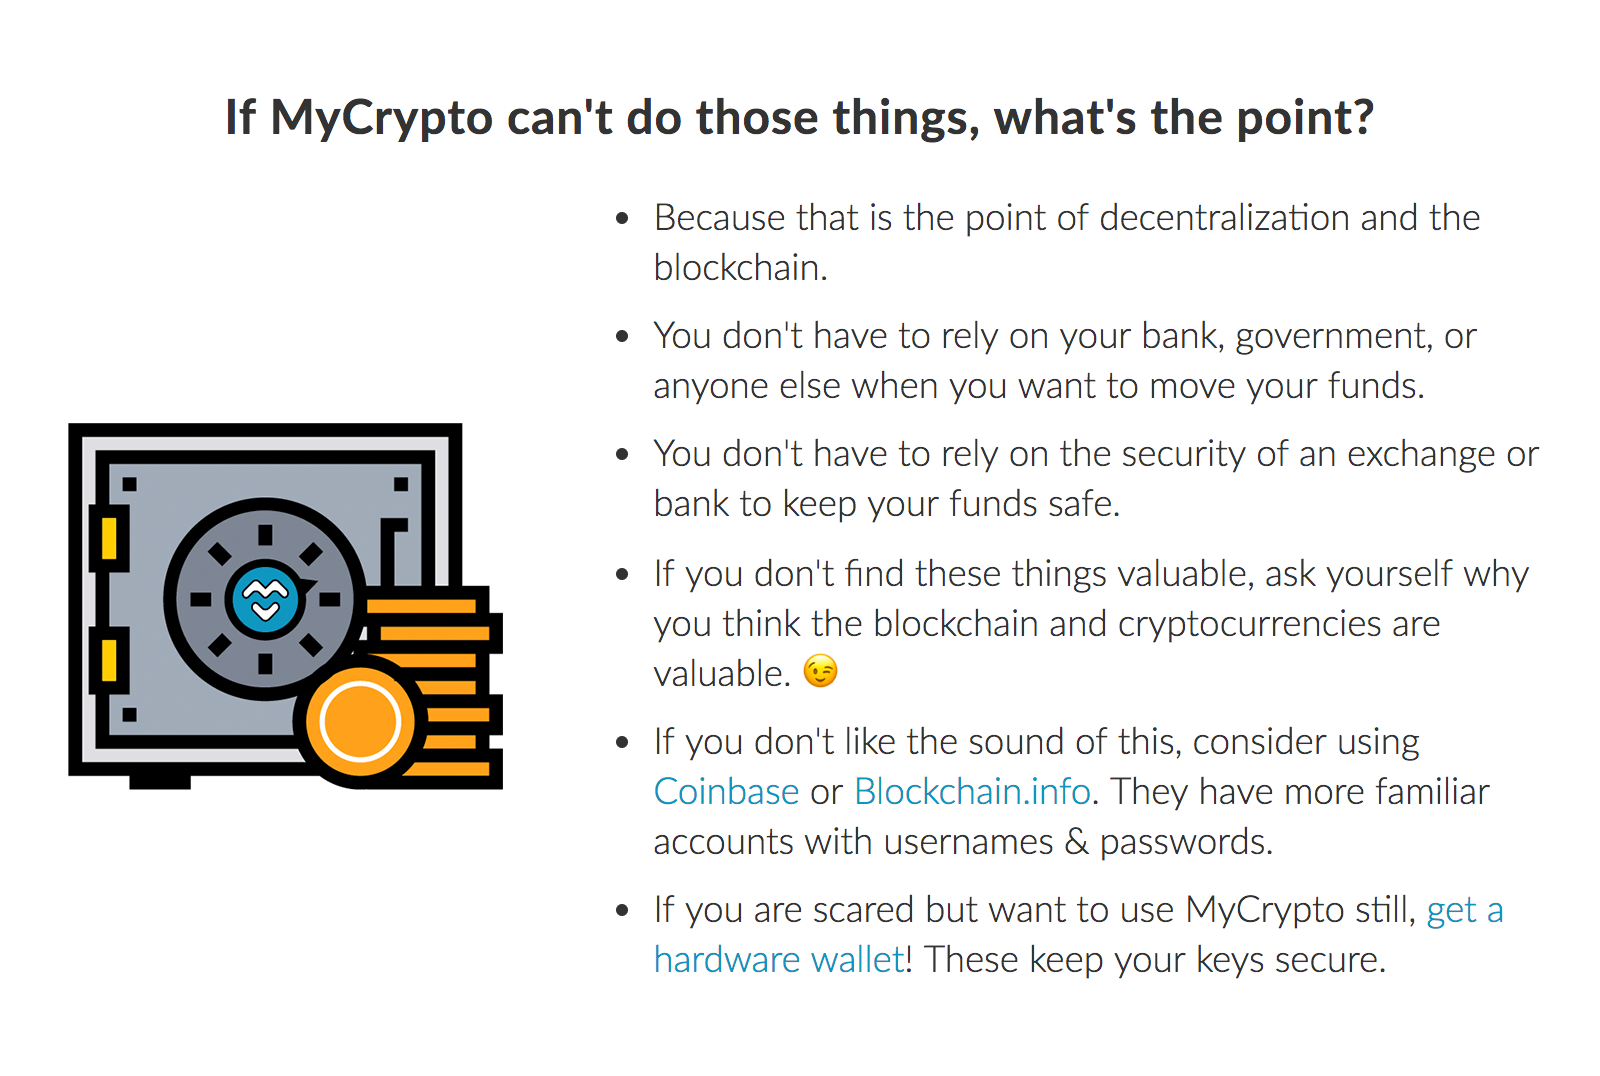 If MyCrypto can't do those things, what's the point?
• Because that is the point of decentralization and the
blockchain.
• You don't have to rely on your bank, government, or
anyone else when you want to move your funds.
• You don't have to rely on the security of an exchange or
bank to keep your funds safe.
• If you don't find these things valuable, ask yourself why
you think the blockchain and cryptocurrencies are
valuable. 😉
• If you don't like the sound of this, consider using
Coinbase or Blockchain.info. They have more familiar
accounts with usernames & passwords.
• If you are scared but want to use MyCrypto still, get a
hardware wallet! These keep your keys secure.